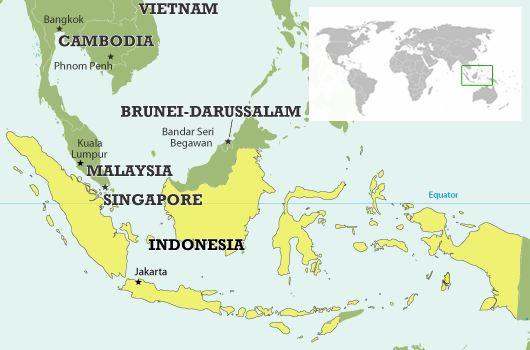 VIETNAM
Bangkok
CAMBODIA
Phnom Penh
BRUNEI-DARUSSALAM
Bandar Seri
Begawan
Kuala
Lumpur
MALAYSIA
SINGAPORE
Equator
INDONESIA
Jakarta